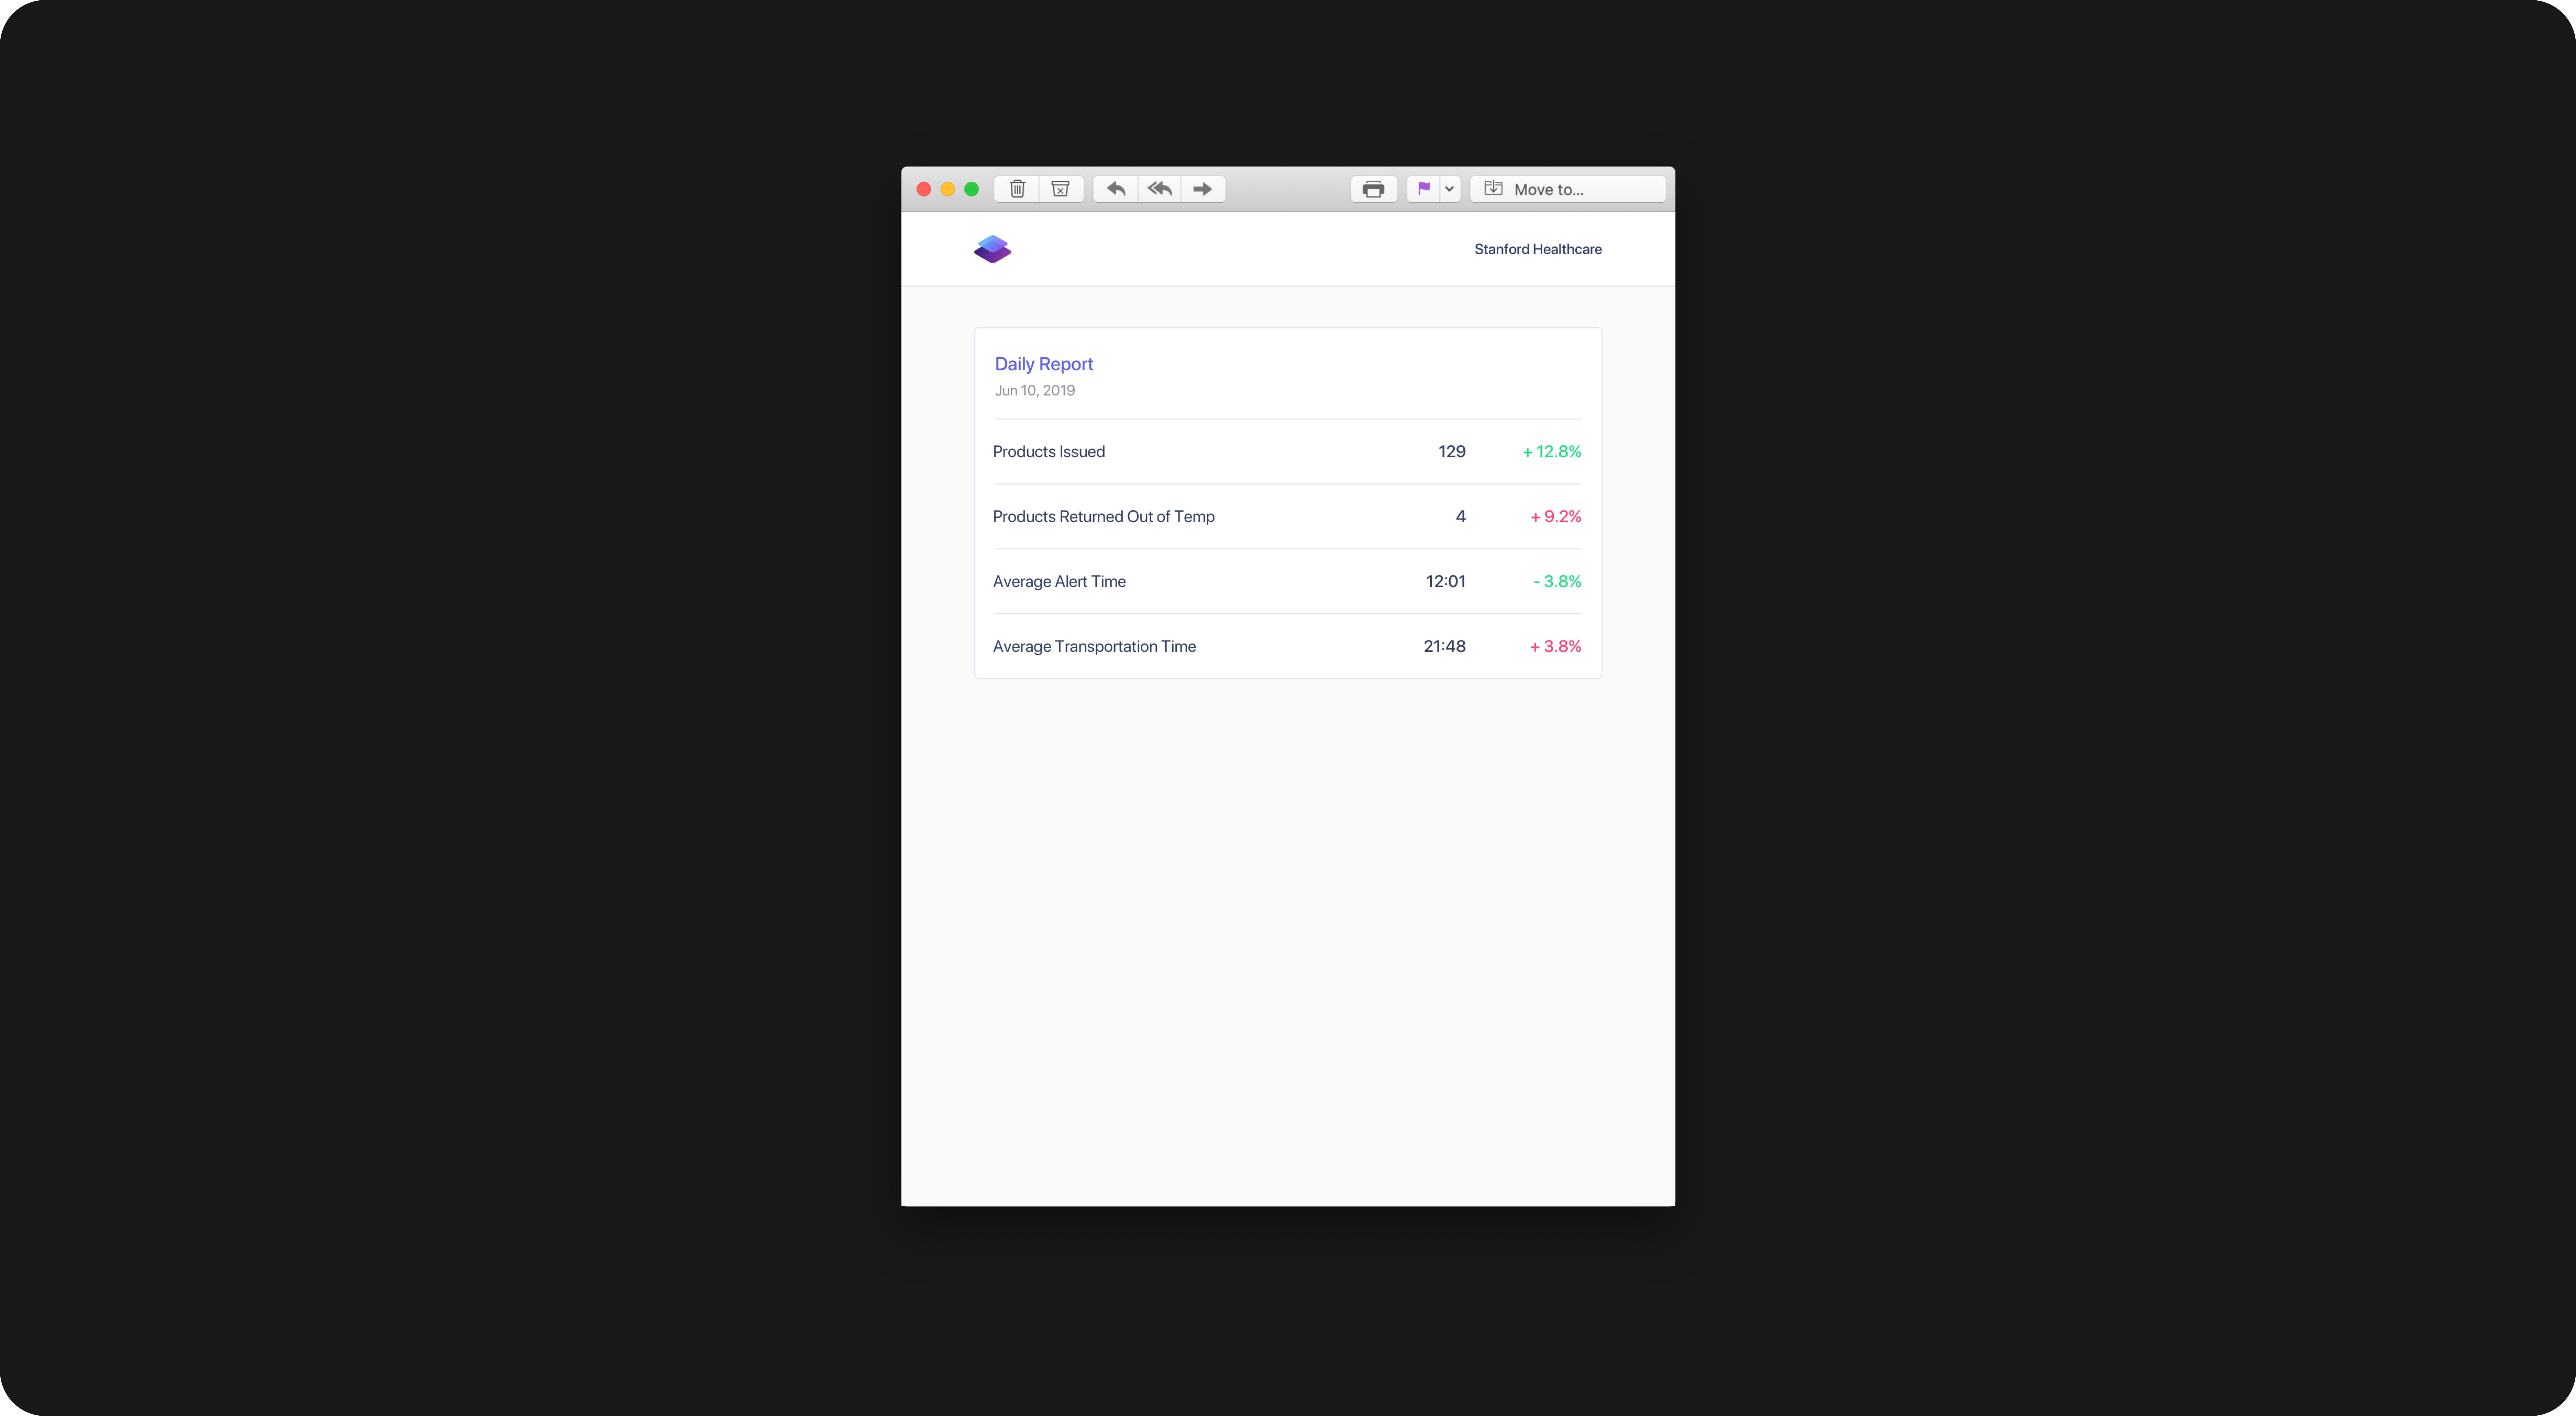 Move to...
Stanford Healthcare
Daily Report
Jun 10, 2019
Products Issued 129 + 12.8%
Products Returned Out of Temp 4 + 9.2%
Average Alert Time 12:01 - 3.8%
Average Transportation Time 21:48 + 3.8%